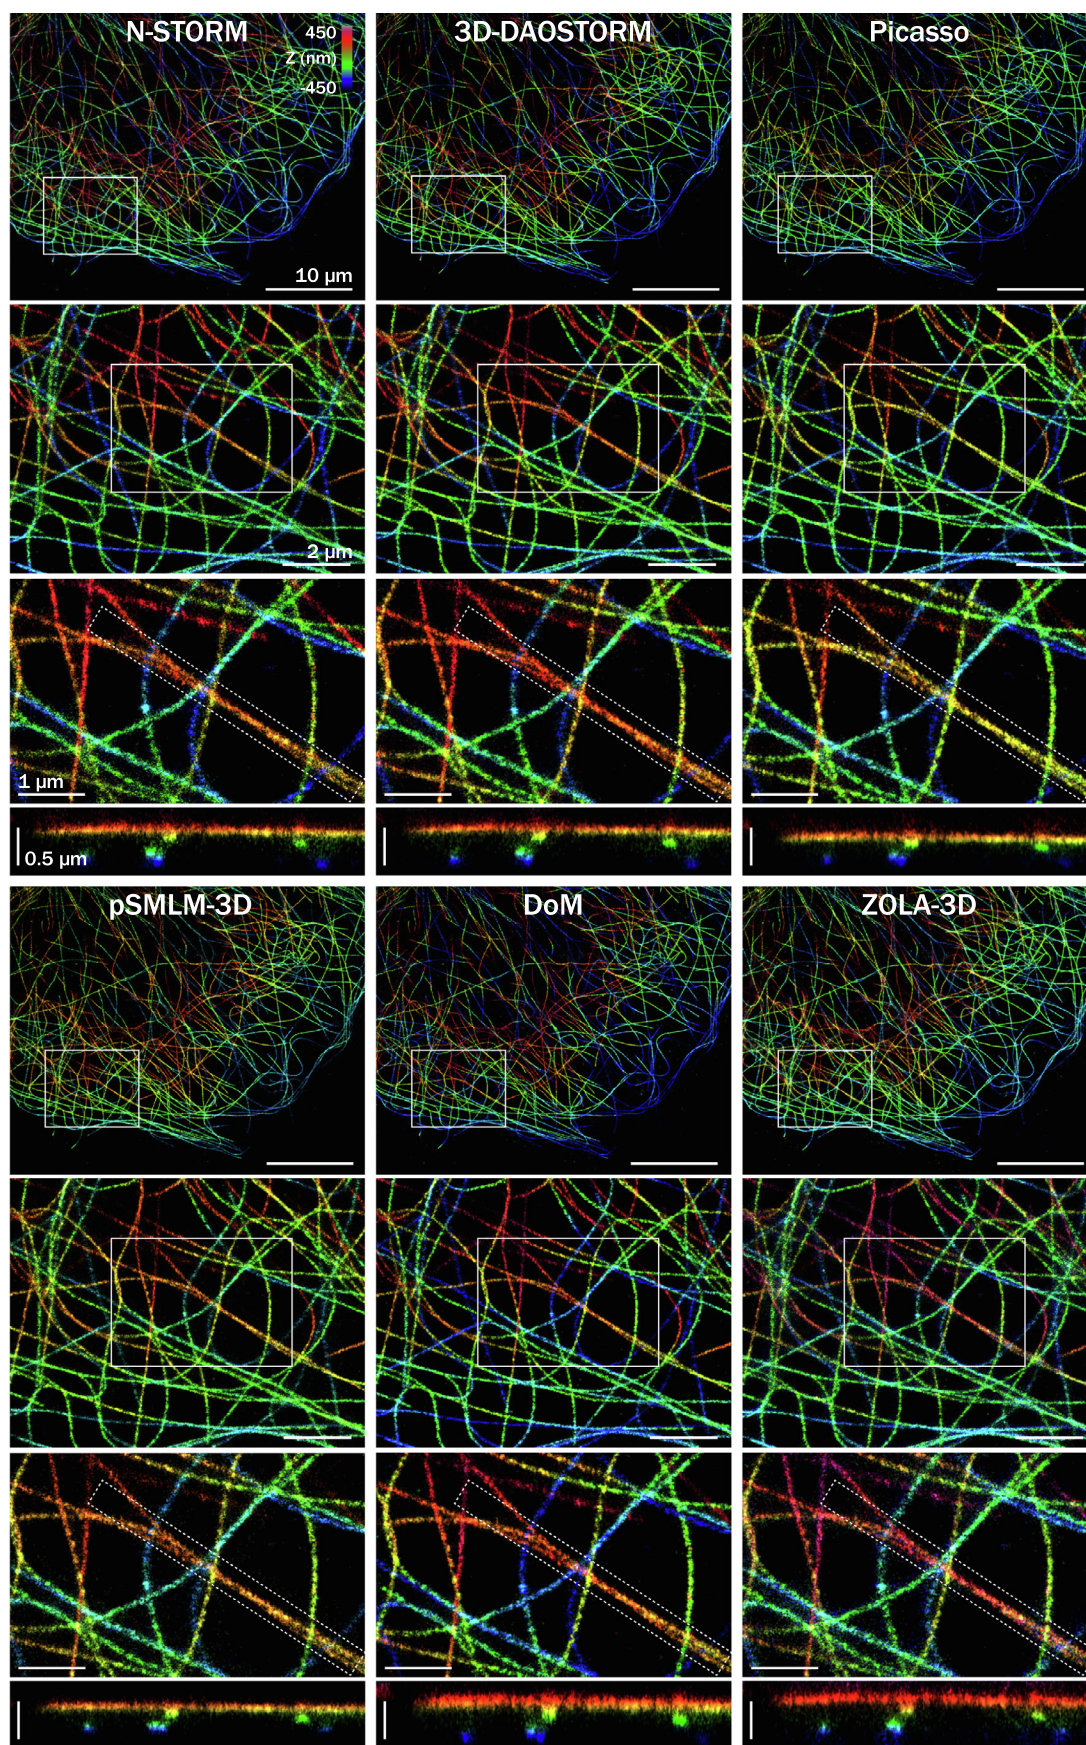 N-STORM
450
Z (nm)
-450
10 µm
3D-DAOSTORM
Picasso
2 µm
1 µm
0.5 µm
pSMLM-3D
DoM
ZOLA-3D